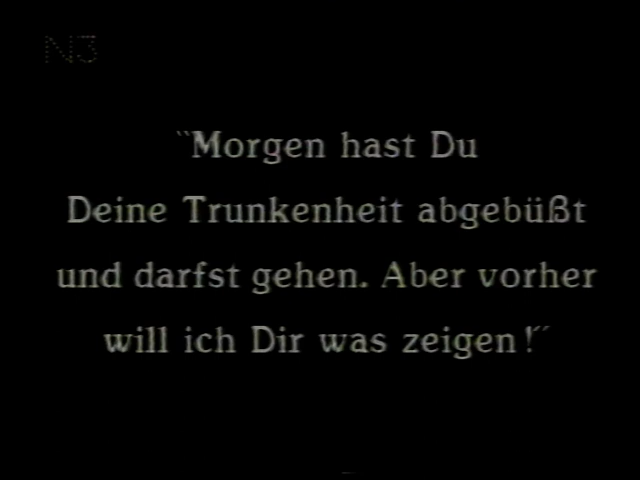 N3
``Morgen hast Du
Deine Trunkenheit abgebüßt
und darfst gehen. Aber vorher
will ich Dir was zeigen!´´